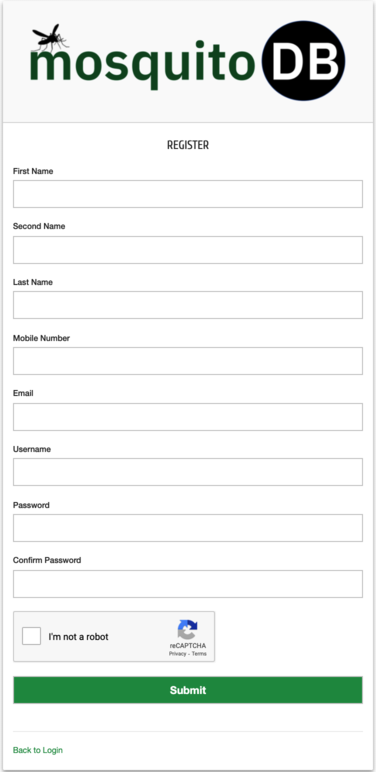 mosquito DB
REGISTER
First Name
Second Name
Last Name
Mobile Number
Email
Username
Password
Confirm Password
I'm not a robot
reCAPTCHA
Privacy - Terms
Submit
Back to Login